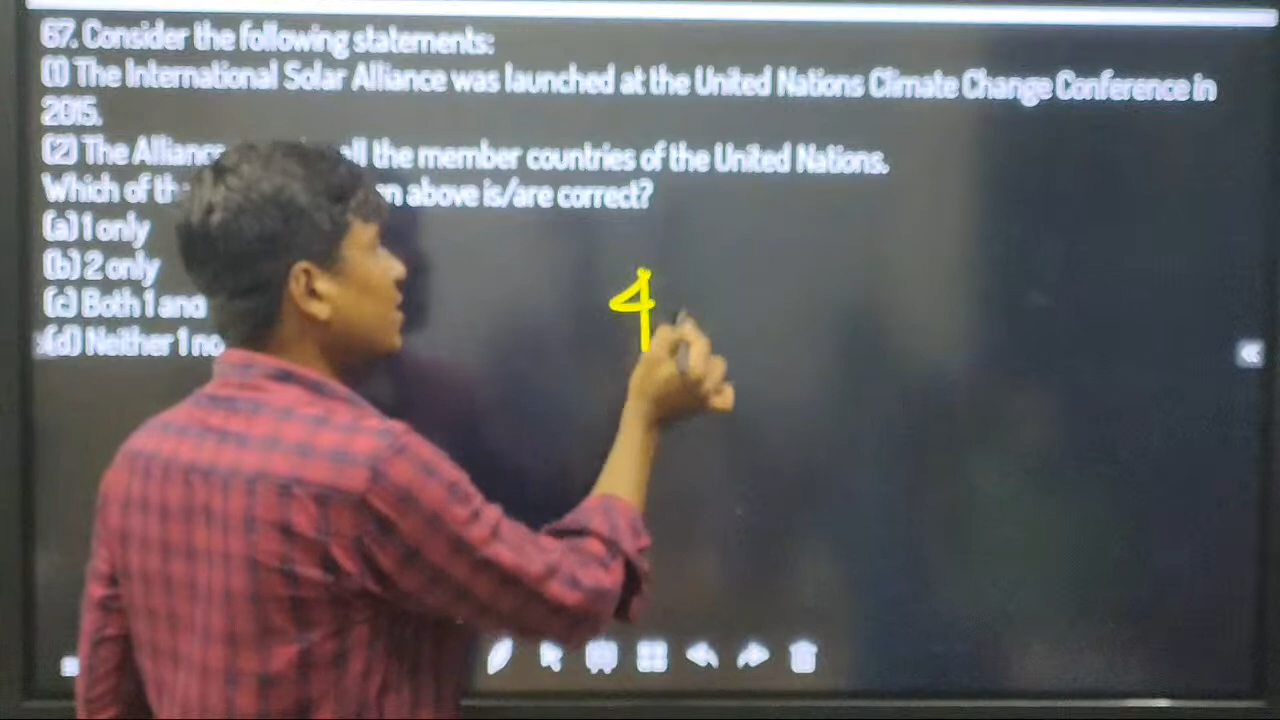 67. Consider the following statements:
(1) The International Solar Alliance was launched at the United Nations Climate Change Conference in
2015.
(2) The Alliance all the member countries of the United Nations.
Which of above is/are correct?
(a) 1 only
(b) 2 only
(c) Both 1 and
(d) Neither 1
4